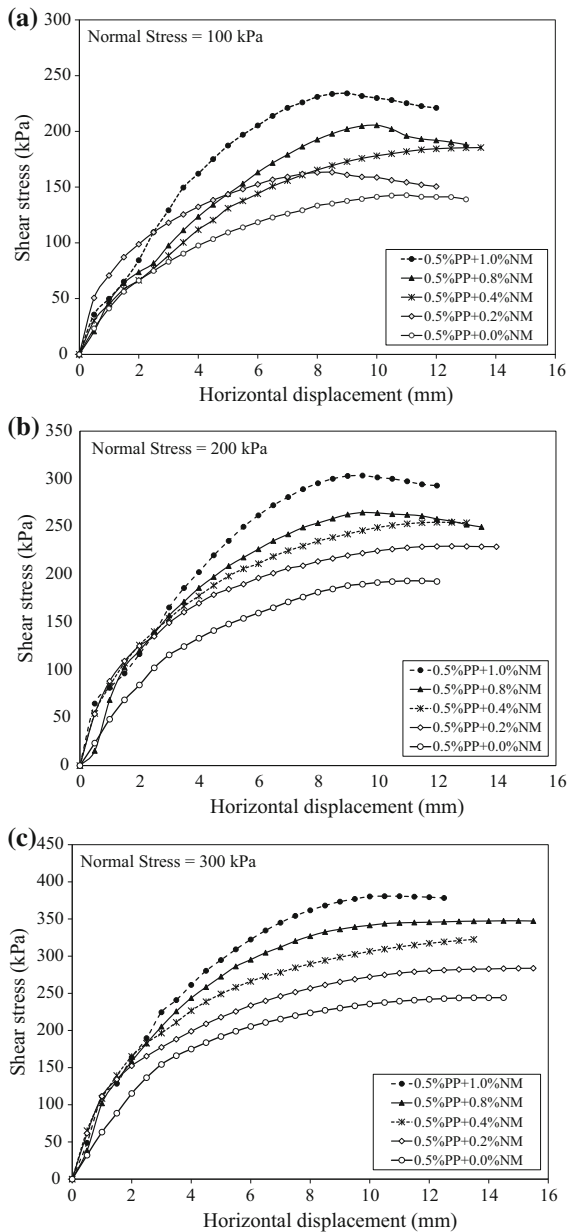 (a)
Normal Stress = 100 kPa
Shear stress (kPa)
300
250
200
150
100
50
0
0.5%PP+1.0%NM
0.5%PP+0.8%NM
0.5%PP+0.4%NM
0.5%PP+0.2%NM
0.5%PP+0.0%NM
0 2 4 6 8 10 12 14 16
Horizontal displacement (mm)
(b)
Normal Stress = 200 kPa
Shear stress (kPa)
350
300
250
200
150
100
50
0
0.5%PP+1.0%NM
0.5%PP+0.8%NM
0.5%PP+0.4%NM
0.5%PP+0.2%NM
0.5%PP+0.0%NM
0 2 4 6 8 10 12 14 16
Horizontal displacement (mm)
(c)
Normal Stress = 300 kPa
Shear stress (kPa)
450
400
350
300
250
200
150
100
50
0
0.5%PP+1.0%NM
0.5%PP+0.8%NM
0.5%PP+0.4%NM
0.5%PP+0.2%NM
0.5%PP+0.0%NM
0 2 4 6 8 10 12 14 16
Horizontal displacement (mm)